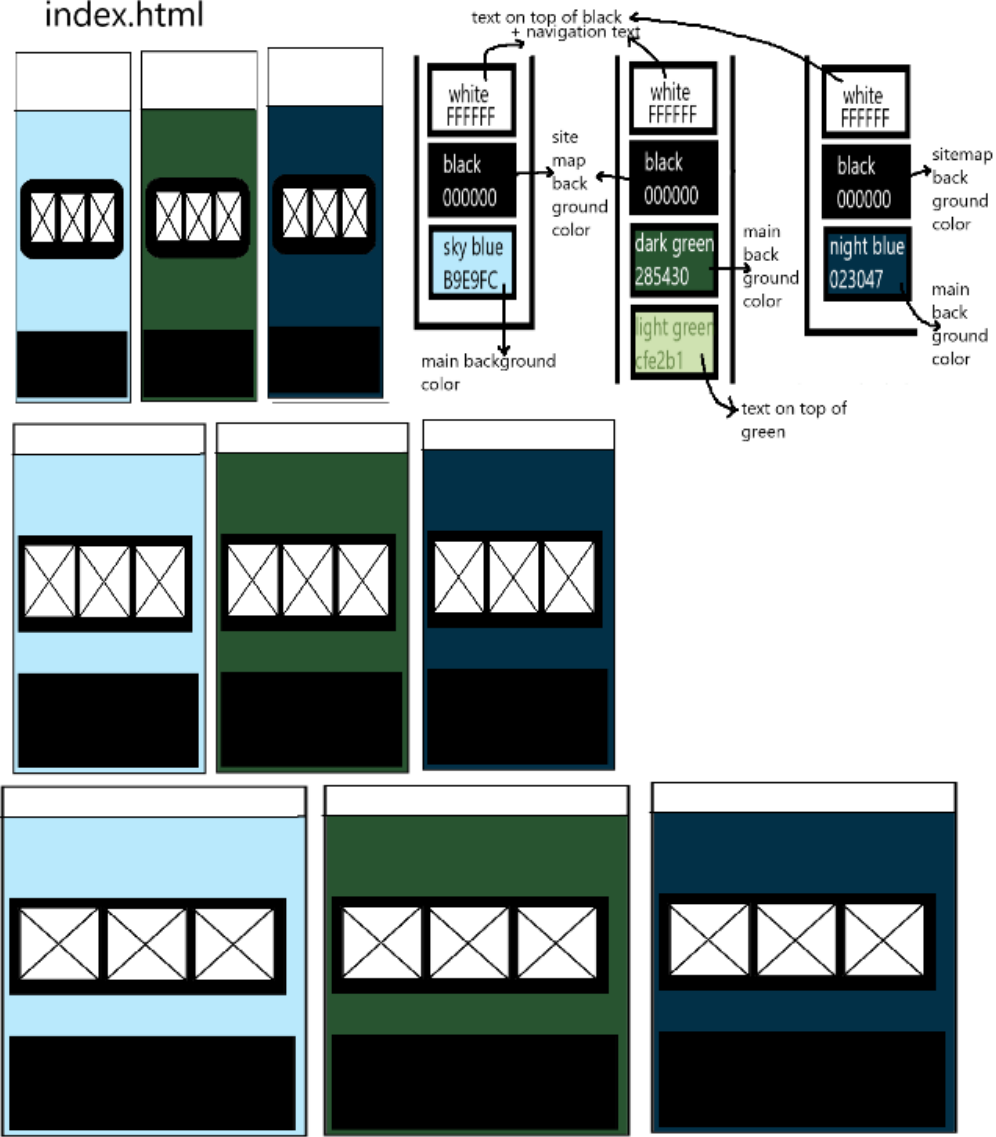 index.html
text on top of black
+ navigation text
white
FFFFFF
black
000000
sky blue
B9E9FC
site
map
back
ground
color
main background
color
white
FFFFFF
black
000000
dark green
285430
light green
cfe2b1
main
back
ground
color
text on top of
green
white
FFFFFF
black
000000
night blue
023047
sitemap
back
ground
color
main
back
ground
color